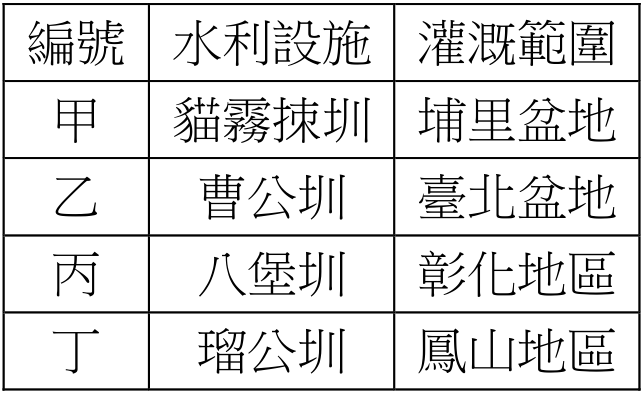 編號 水利設施 灌溉範圍
甲 貓霧捒圳 埔里盆地
乙 曹公圳 臺北盆地
丙 八堡圳 彰化地區
丁 瑠公圳 鳳山地區